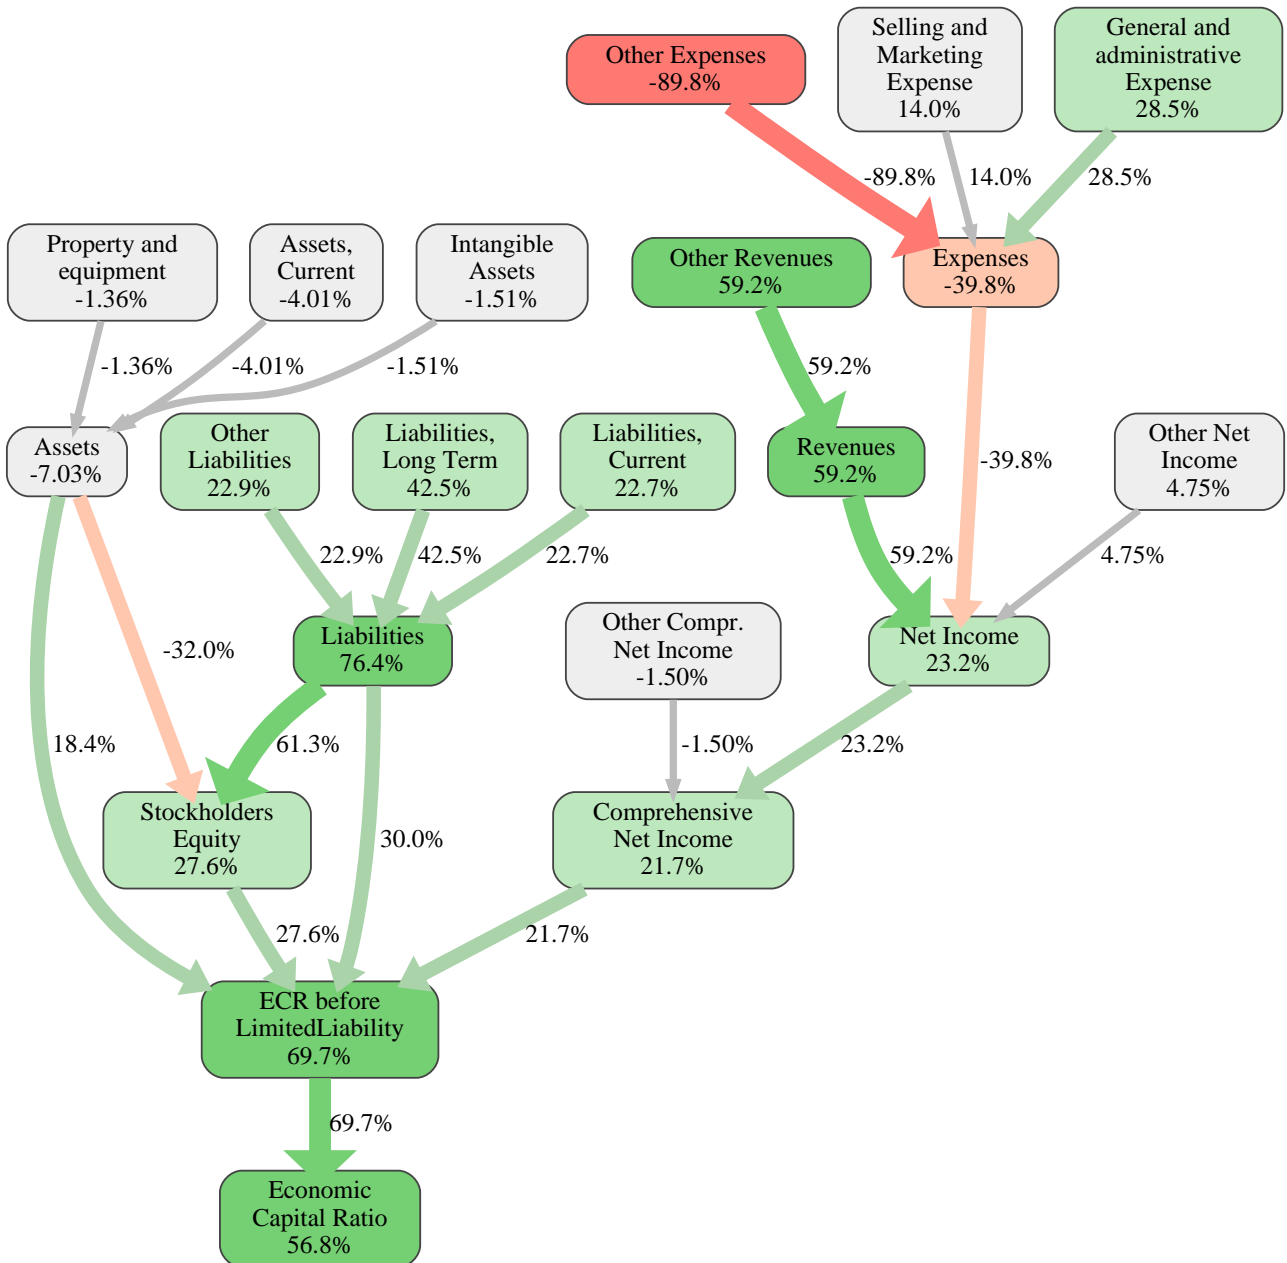 Other Expenses
-89.8%
Selling and
Marketing
Expense
14.0%
General and
administrative
Expense
28.5%
-89.8%
14.0%
28.5%
Property and
equipment
-1.36%
Assets,
Current
-4.01%
Intangible
Assets
-1.51%
Other Revenues
59.2%
Expenses
-39.8%
-1.36%
-4.01%
-1.51%
59.2%
Assets
-7.03%
Other
Liabilities
22.9%
Liabilities,
Long Term
42.5%
Liabilities,
Current
22.7%
Revenues
59.2%
-39.8%
Other Net
Income
4.75%
22.9%
42.5%
22.7%
59.2%
4.75%
Liabilities
76.4%
Other Compr.
Net Income
-1.50%
Net Income
23.2%
-32.0%
18.4%
61.3%
-1.50%
23.2%
Stockholders
Equity
27.6%
30.0%
Comprehensive
Net Income
21.7%
27.6%
21.7%
ECR before
LimitedLiability
69.7%
69.7%
Economic
Capital Ratio
56.8%